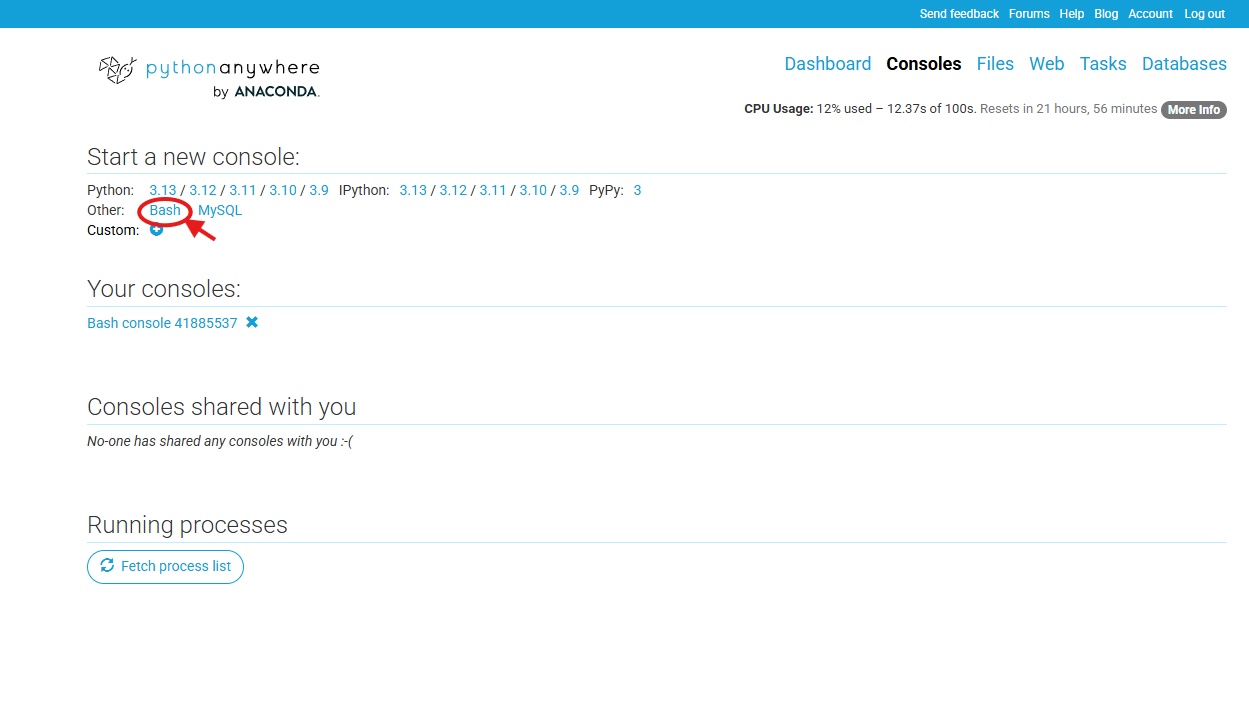 Send feedback Forums Help Blog Account Log out
pythonanywhere
by ANACONDA.
Dashboard Consoles Files Web Tasks Databases
CPU Usage: 12% used – 12.37s of 100s. Resets in 21 hours, 56 minutes More Info
Start a new console:
Python: 3.13 / 3.12 / 3.11 / 3.10 / 3.9 IPython: 3.13 / 3.12 / 3.11 / 3.10 / 3.9 PyPy: 3
Other: Bash MySQL
Custom:
Your consoles:
Bash console 41885537
Consoles shared with you
No-one has shared any consoles with you :-(
Running processes
Fetch process list